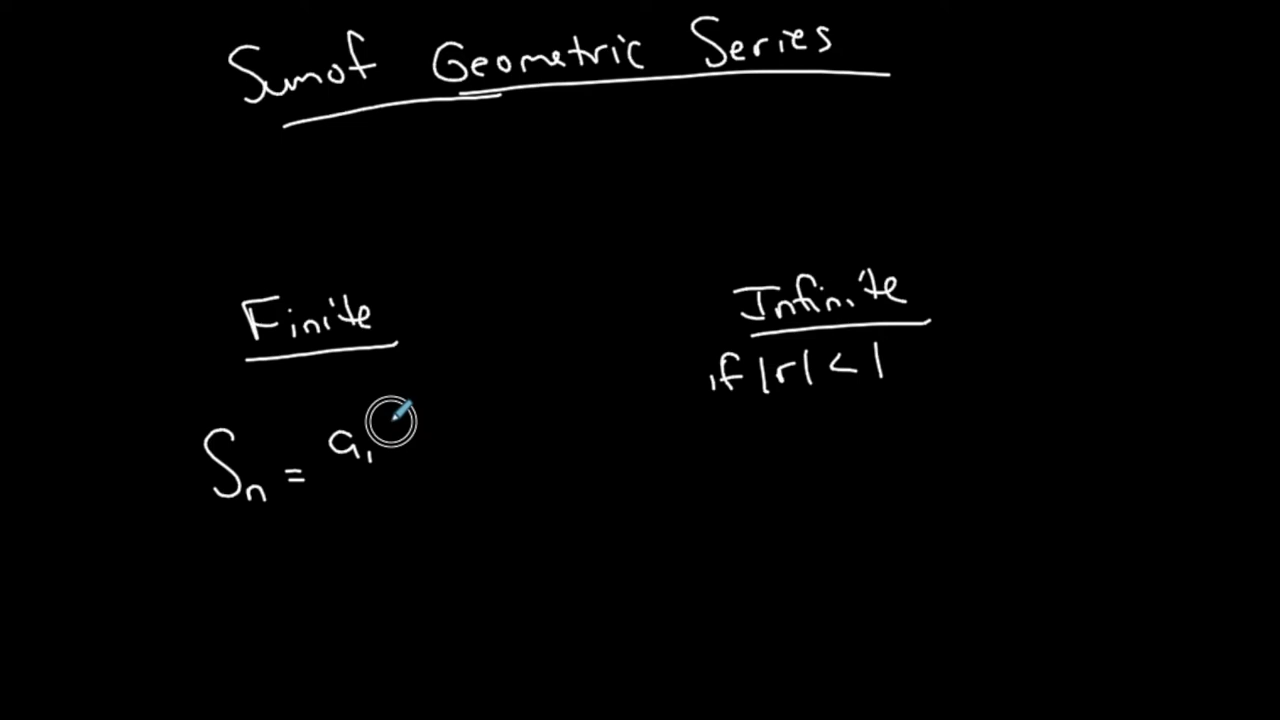 Sum of Geometric Series
Finite
Infinite
if |r| < 1
Sn = a1